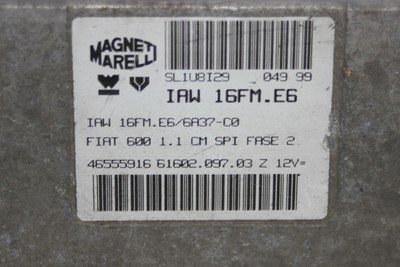 MAGNETI
MARELLI
SL1U8I29 049 99
IAW 16FM.E6
IAW 16FM.E6/6A37-C0
FIAT 600 1.1 CM SPI FASE 2
46555916 61602.097.03 Z 12V=